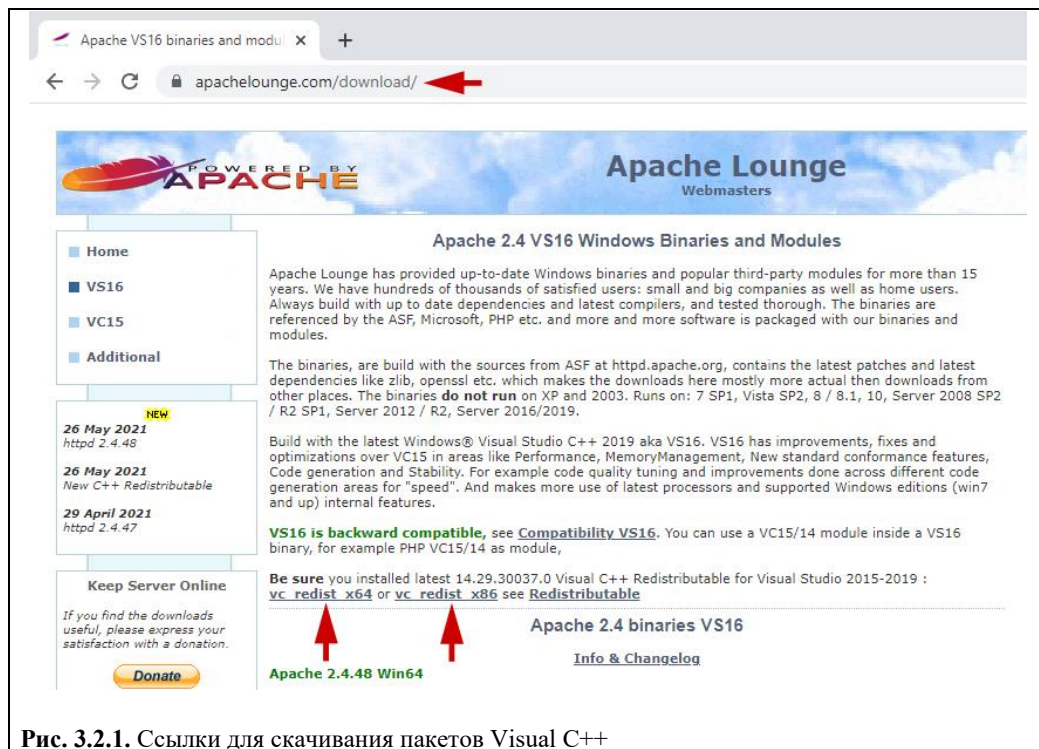 Apache VS16 binaries and modu
apachelounge.com/download/
POWERED BY
APACHE
Apache Lounge
Webmasters
Home
VS16
VC15
Additional
NEW
26 May 2021
httpd 2.4.48
26 May 2021
New C++ Redistributable
29 April 2021
httpd 2.4.47
Keep Server Online
If you find the downloads
useful, please express your
satisfaction with a donation.
Donate
Apache 2.4 VS16 Windows Binaries and Modules
Apache Lounge has provided up-to-date Windows binaries and popular third-party modules for more than 15
years. We have hundreds of thousands of satisfied users: small and big companies as well as home users.
Always build with up to date dependencies and latest compilers, and tested thorough. The binaries are
referenced by the ASF, Microsoft, PHP etc. and more and more software is packaged with our binaries and
modules.
The binaries, are build with the sources from ASF at httpd.apache.org, contains the latest patches and latest
dependencies like zlib, openssl etc. which makes the downloads here mostly more actual then downloads from
other places. The binaries do not run on XP and 2003. Runs on: 7 SP1, Vista SP2, 8 / 8.1, 10, Server 2008 SP2
/ R2 SP1, Server 2012 / R2, Server 2016/2019.
Build with the latest Windows® Visual Studio C++ 2019 aka VS16. VS16 has improvements, fixes and
optimizations over VC15 in areas like Performance, MemoryManagement, New standard conformance features,
Code generation and Stability. For example code quality tuning and improvements done across different code
generation areas for "speed". And makes more use of latest processors and supported Windows editions (win7
and up) internal features.
VS16 is backward compatible, see Compatibility VS16. You can use a VC15/14 module inside a VS16
binary, for example PHP VC15/14 as module,
Be sure you installed latest 14.29.30037.0 Visual C++ Redistributable for Visual Studio 2015-2019 :
vc_redist_x64 or vc_redist_x86 see Redistributable
Apache 2.4 binaries VS16
Info & Changelog
Apache 2.4.48 Win64
Рис. 3.2.1. Ссылки для скачивания пакетов Visual C++